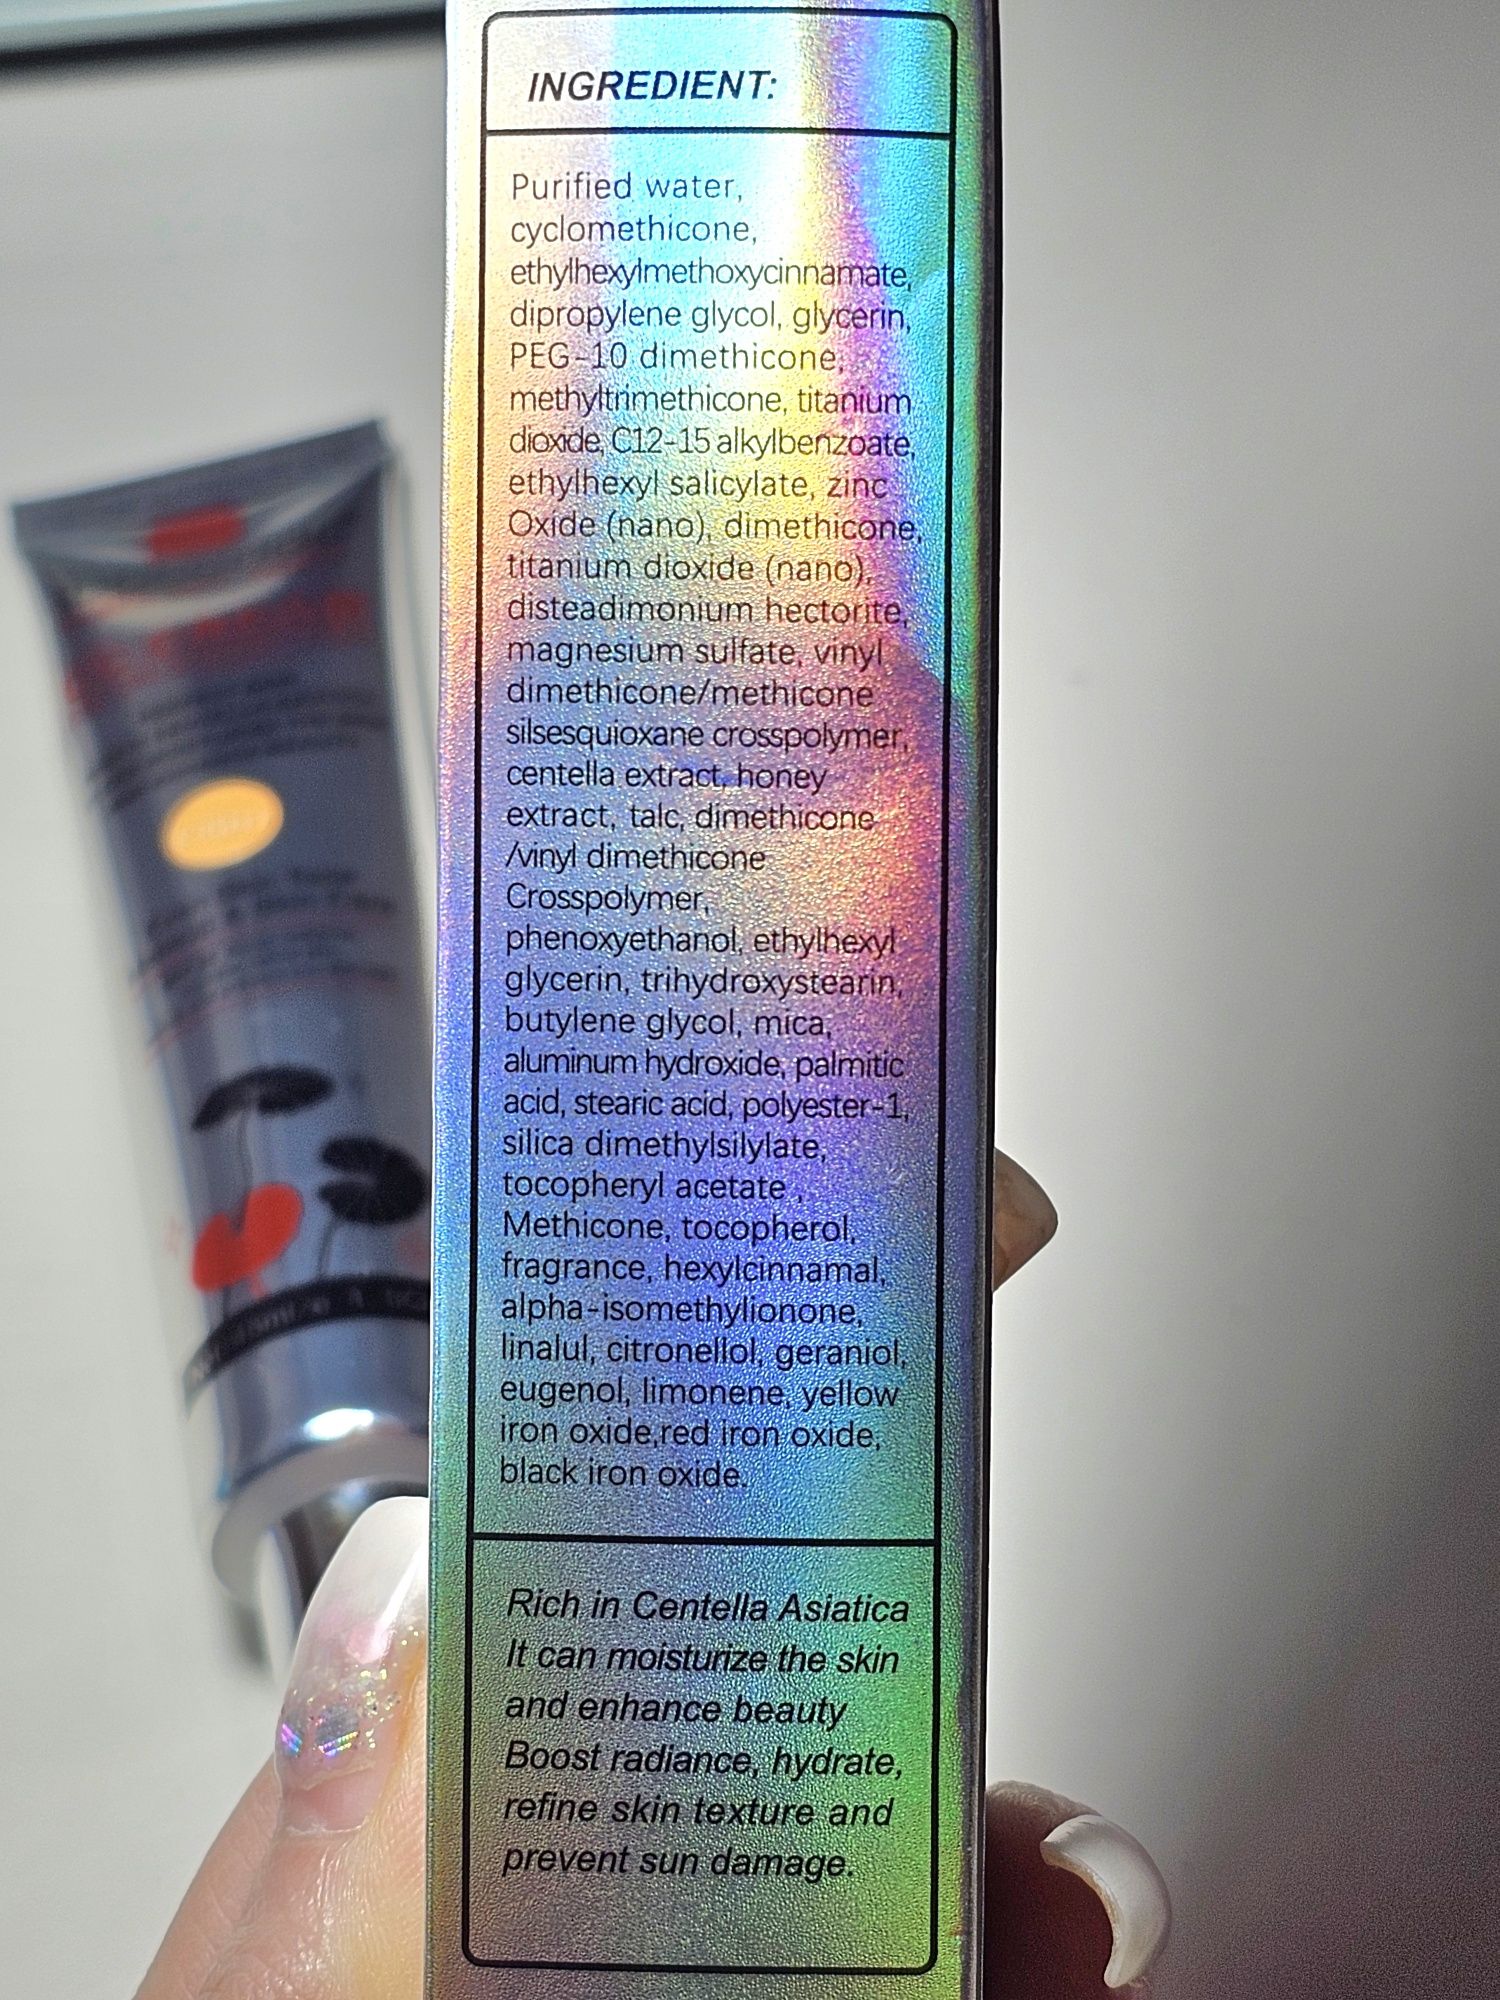 INGREDIENT:
Purified water,
cyclomethicone,
ethylhexylmethoxycinnamate,
dipropylene glycol, glycerin,
PEG-10 dimethicone,
methyltrimethicone, titanium
dioxide, C12-15 alkylbenzoate,
ethylhexyl salicylate, zinc
Oxide (nano), dimethicone,
titanium dioxide (nano),
disteadimonium hectorite,
magnesium sulfate, vinyl
dimethicone/methicone
silsesquioxane crosspolymer,
centella extract, honey
extract, talc, dimethicone
/vinyl dimethicone
Crosspolymer,
phenoxyethanol, ethylhexyl
glycerin, trihydroxystearin,
butylene glycol, mica,
aluminum hydroxide, palmitic
acid, stearic acid, polyester-1,
silica dimethylsilylate,
tocopheryl acetate ,
Methicone, tocopherol,
fragrance, hexylcinnamal,
alpha-isomethylionone,
linalul, citronellol, geraniol,
eugenol, limonene, yellow
iron oxide,red iron oxide,
black iron oxide.
Rich in Centella Asiatica
It can moisturize the skin
and enhance beauty
Boost radiance, hydrate,
refine skin texture and
prevent sun damage.